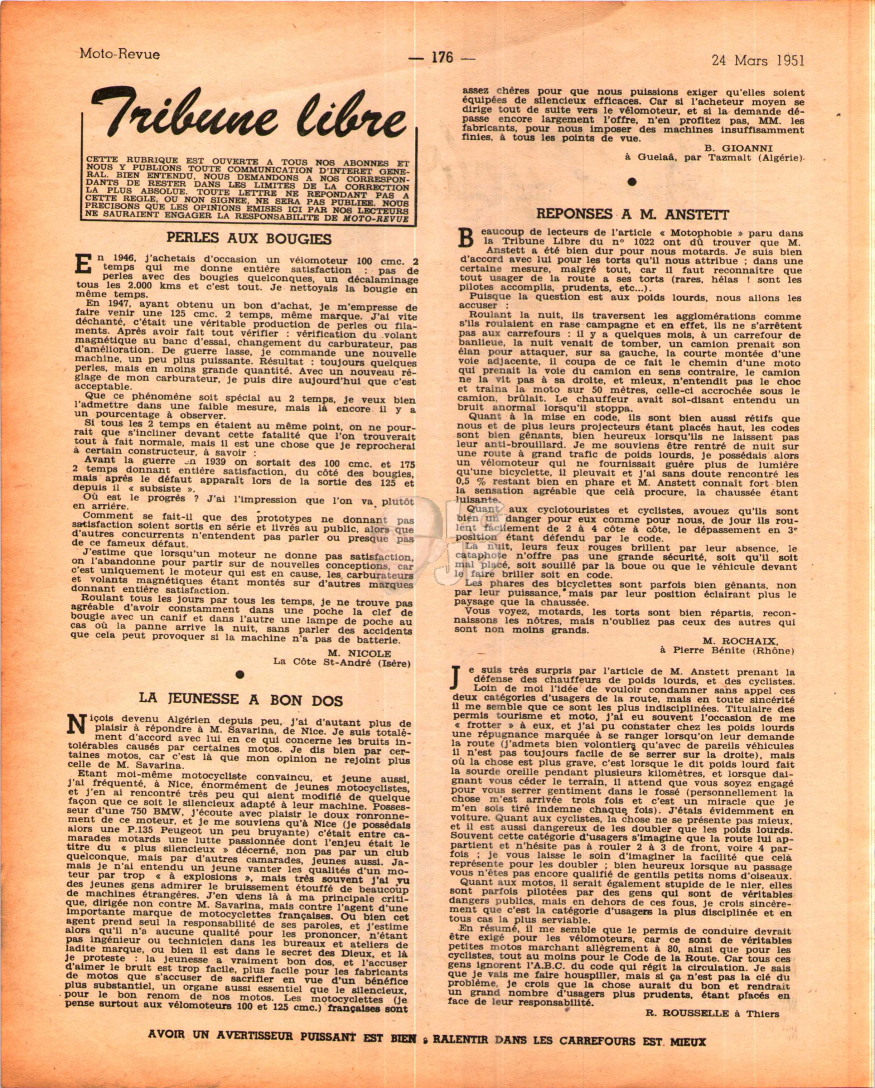 Moto-Revue
— 176 —
24 Mars 1951
Tribune libre
CETTE RUBRIQUE EST OUVERTE A TOUS NOS ABONNES ET
NOUS Y PUBLIONS TOUTE COMMUNICATION D'INTERET GENE-
RAL. BIEN ENTENDU, NOUS DEMANDONS A NOS CORRESPON-
DANTS DE RESTER DANS LES LIMITES DE LA CORRECTION
LA PLUS ABSOLUE. TOUTE LETTRE NE REPONDANT PAS A
CETTE REGLE, OU NON SIGNEE, NE SERA PAS PUBLIEE. NOUS
PRECISONS QUE LES OPINIONS EMISES ICI PAR NOS LECTEURS
NE SAURAIENT ENGAGER LA RESPONSABILITE DE MOTO-REVUE
PERLES AUX BOUGIES
En 1946, j'achetais d'occasion un vélomoteur 100 cmc. 2
temps qui me donne entière satisfaction : pas de
perles avec des bougies quelconques, un décalaminage
tous les 2.000 kms et c'est tout. Je nettoyais la bougie en
même temps.
En 1947, ayant obtenu un bon d'achat, je m'empresse de
faire venir une 125 cmc. 2 temps, même marque. J'ai vite
déchanté, c'était une véritable production de perles ou fila-
ments. Après avoir fait tout vérifier : vérification du volant
magnétique au banc d'essai, changement du carburateur, pas
d'amélioration. De guerre lasse, je commande une nouvelle
machine, un peu plus puissante. Résultat : toujours quelques
perles, mais en moins grande quantité. Avec un nouveau ré-
glage de mon carburateur, je puis dire aujourd'hui que c'est
acceptable.
Que ce phénomène soit spécial au 2 temps, je veux bien
l'admettre dans une faible mesure, mais là encore il y a
un pourcentage à observer.
Si tous les 2 temps en étaient au même point, on ne pour-
rait que s'incliner devant cette fatalité que l'on trouverait
tout à fait normale, mais il est une chose que je reprocherai
à certain constructeur, à savoir :
Avant la guerre en 1939 on sortait des 100 cmc. et 175
2 temps donnant entière satisfaction, du côté des bougies,
mais après le défaut apparaît lors de la sortie des 125 et
depuis il « subsiste ».
Où est le progrès ? J'ai l'impression que l'on va plutôt
en arrière.
Comment se fait-il que des prototypes ne donnant pas
satisfaction soient sortis en série et livrés au public, alors que
d'autres concurrents n'entendent pas parler ou presque pas
de ce fameux défaut.
J'estime que lorsqu'un moteur ne donne pas satisfaction,
on l'abandonne pour partir sur de nouvelles conceptions, car
c'est uniquement le moteur qui est en cause, les carburateurs
et volants magnétiques étant montés sur d'autres marques
donnant entière satisfaction.
Roulant tous les jours par tous les temps, je ne trouve pas
agréable d'avoir constamment dans une poche la clef de
bougie avec un canif et dans l'autre une lampe de poche au
cas où la panne arrive la nuit, sans parler des accidents
que cela peut provoquer si la machine n'a pas de batterie.
M. NICOLE
La Côte St-André (Isère)
LA JEUNESSE A BON DOS
Niçois devenu Algérien depuis peu, j'ai d'autant plus de
plaisir à répondre à M. Savarina, de Nice. Je suis totale-
ment d'accord avec lui en ce qui concerne les bruits in-
tolérables causés par certaines motos. Je dis bien par cer-
taines motos, car c'est là que mon opinion ne rejoint plus
celle de M. Savarina.
Etant moi-même motocycliste convaincu, et jeune aussi,
j'ai fréquenté, à Nice, énormément de jeunes motocyclistes,
et j'en ai rencontré très peu qui aient modifié de quelque
façon que ce soit le silencieux adapté à leur machine. Posses-
seur d'une 750 BMW, j'écoute avec plaisir le doux ronronne-
ment de ce moteur, et je me souviens qu'à Nice (je possédais
alors une P.135 Peugeot un peu bruyante) c'était entre ca-
marades motards une lutte passionnée dont l'enjeu était le
titre du « plus silencieux » décerné, non pas par un club
quelconque, mais par d'autres camarades, jeunes aussi. Ja-
mais je n'ai entendu un jeune vanter les qualités d'un mo-
teur par trop « à explosions », mais très souvent j'ai vu
des jeunes gens admirer le bruissement étouffé de beaucoup
de machines étrangères. J'en viens là à ma principale criti-
que, dirigée non contre M. Savarina, mais contre l'agent d'une
importante marque de motocyclettes françaises. Ou bien cet
agent prend seul la responsabilité de ses paroles, et j'estime
alors qu'il n'a aucune qualité pour les prononcer, n'étant
pas ingénieur ou technicien dans les bureaux et ateliers de
ladite marque, ou bien il est dans le secret des Dieux, et là
je proteste : la jeunesse a vraiment bon dos, et l'accuser
d'aimer le bruit est trop facile, plus facile pour les fabricants
de motos que s'accuser de sacrifier en vue d'un bénéfice
plus substantiel, un organe aussi essentiel que le silencieux,
pour le bon renom de nos motos. Les motocyclettes (je
pense surtout aux vélomoteurs 100 et 125 cmc.) françaises sont
assez chères pour que nous puissions exiger qu'elles soient
équipées de silencieux efficaces. Car si l'acheteur moyen se
dirige tout de suite vers le vélomoteur, et si la demande dé-
passe encore largement l'offre, n'en profitez pas, MM. les
fabricants, pour nous imposer des machines insuffisamment
finies, à tous les points de vue.
B. GIOANNI
à Guelaâ, par Tazmalt (Algérie).
REPONSES A M. ANSTETT
Beaucoup de lecteurs de l'article « Motophobie » paru dans
la Tribune Libre du n° 1022 ont dû trouver que M.
Anstett a été bien dur pour nous motards. Je suis bien
d'accord avec lui pour les torts qu'il nous attribue ; dans une
certaine mesure, malgré tout, car il faut reconnaître que
tout usager de la route a ses torts (rares, hélas ! sont les
pilotes accomplis, prudents, etc...).
Puisque la question est aux poids lourds, nous allons les
accuser :
Roulant la nuit, ils traversent les agglomérations comme
s'ils roulaient en rase campagne et en effet, ils ne s'arrêtent
pas aux carrefours : il y a quelques mois, à un carrefour de
banlieue, la nuit venait de tomber, un camion prenait son
élan pour attaquer, sur sa gauche, la courte montée d'une
voie adjacente, il coupa de ce fait le chemin d'une moto
qui prenait la voie du camion en sens contraire, le camion
ne la vit pas à sa droite, et mieux, n'entendit pas le choc
et traîna la moto sur 50 mètres, celle-ci accrochée sous le
camion, brûlait. Le chauffeur avait soi-disant entendu un
bruit anormal lorsqu'il stoppa.
Quant à la mise en code, ils sont bien aussi rétifs que
nous et de plus leurs projecteurs étant placés haut, les codes
sont bien gênants, bien heureux lorsqu'ils ne laissent pas
leur anti-brouillard. Je me souviens être rentré de nuit sur
une route à grand trafic de poids lourds, je possédais alors
un vélomoteur qui ne fournissait guère plus de lumière
qu'une bicyclette, il pleuvait et j'ai sans doute rencontré les
0,5 % restant bien en phare et M. Anstett connaît fort bien
la sensation agréable que celà procure, la chaussée étant
luisante.
Quant aux cyclotouristes et cyclistes, avouez qu'ils sont
bien un danger pour eux comme pour nous, de jour ils rou-
lent facilement de 2 à 4 côte à côte, le dépassement en 3e
position étant défendu par le code.
La nuit, leurs feux rouges brillent par leur absence, le
cataphote n'offre pas une grande sécurité, soit qu'il soit
mal placé, soit souillé par la boue ou que le véhicule devant
le faire briller soit en code.
Les phares des bicyclettes sont parfois bien gênants, non
par leur puissance, mais par leur position éclairant plus le
paysage que la chaussée.
Vous voyez, motards, les torts sont bien répartis, recon-
naissons les nôtres, mais n'oubliez pas ceux des autres qui
sont non moins grands.
M. ROCHAIX,
à Pierre Bénite (Rhône)
Je suis très surpris par l'article de M. Anstett prenant la
défense des chauffeurs de poids lourds, et des cyclistes.
Loin de moi l'idée de vouloir condamner sans appel ces
deux catégories d'usagers de la route, mais en toute sincérité
il me semble que ce sont les plus indisciplinés. Titulaire des
permis tourisme et moto, j'ai eu souvent l'occasion de me
« frotter » à eux, et j'ai pu constater chez les poids lourds
une répugnance marquée à se ranger lorsqu'on leur demande
la route (j'admets bien volontiers qu'avec de pareils véhicules
il n'est pas toujours facile de se serrer sur la droite), mais
où la chose est plus grave, c'est lorsque le dit poids lourd fait
la sourde oreille pendant plusieurs kilomètres, et lorsque dai-
gnant vous céder le terrain, il attend que vous soyez engagé
pour vous serrer gentiment dans le fossé (personnellement la
chose m'est arrivée trois fois et c'est un miracle que je
m'en sois tiré indemne chaque fois). J'étais évidemment en
voiture. Quant aux cyclistes, la chose ne se présente pas mieux,
et il est aussi dangereux de les doubler que les poids lourds.
Souvent cette catégorie d'usagers s'imagine que la route lui ap-
partient et n'hésite pas à rouler 2 à 3 de front, voire 4 par-
fois ; je vous laisse le soin d'imaginer la facilité que celà
représente pour les doubler ; bien heureux lorsque au passage
vous n'êtes pas encore qualifié de gentils petits noms d'oiseaux.
Quant aux motos, il serait également stupide de le nier, elles
sont parfois pilotées par des gens qui sont de véritables
dangers publics, mais en dehors de ces fous, je crois sincère-
ment que c'est la catégorie d'usagers la plus disciplinée et en
tous cas la plus serviable.
En résumé, il me semble que le permis de conduire devrait
être exigé pour les vélomoteurs, car ce sont de véritables
petites motos marchant allègrement à 80, ainsi que pour les
cyclistes, tout au moins pour le Code de la Route. Car tous ces
gens ignorent l'A.B.C. du code qui régit la circulation. Je sais
que je vais me faire houspiller, mais si ça n'est pas la clé du
problème, je crois que la chose aurait du bon et rendrait
un grand nombre d'usagers plus prudents, étant placés en
face de leur responsabilité.
R. ROUSSELLE à Thiers
AVOIR UN AVERTISSEUR PUISSANT EST BIEN ; RALENTIR DANS LES CARREFOURS EST MIEUX